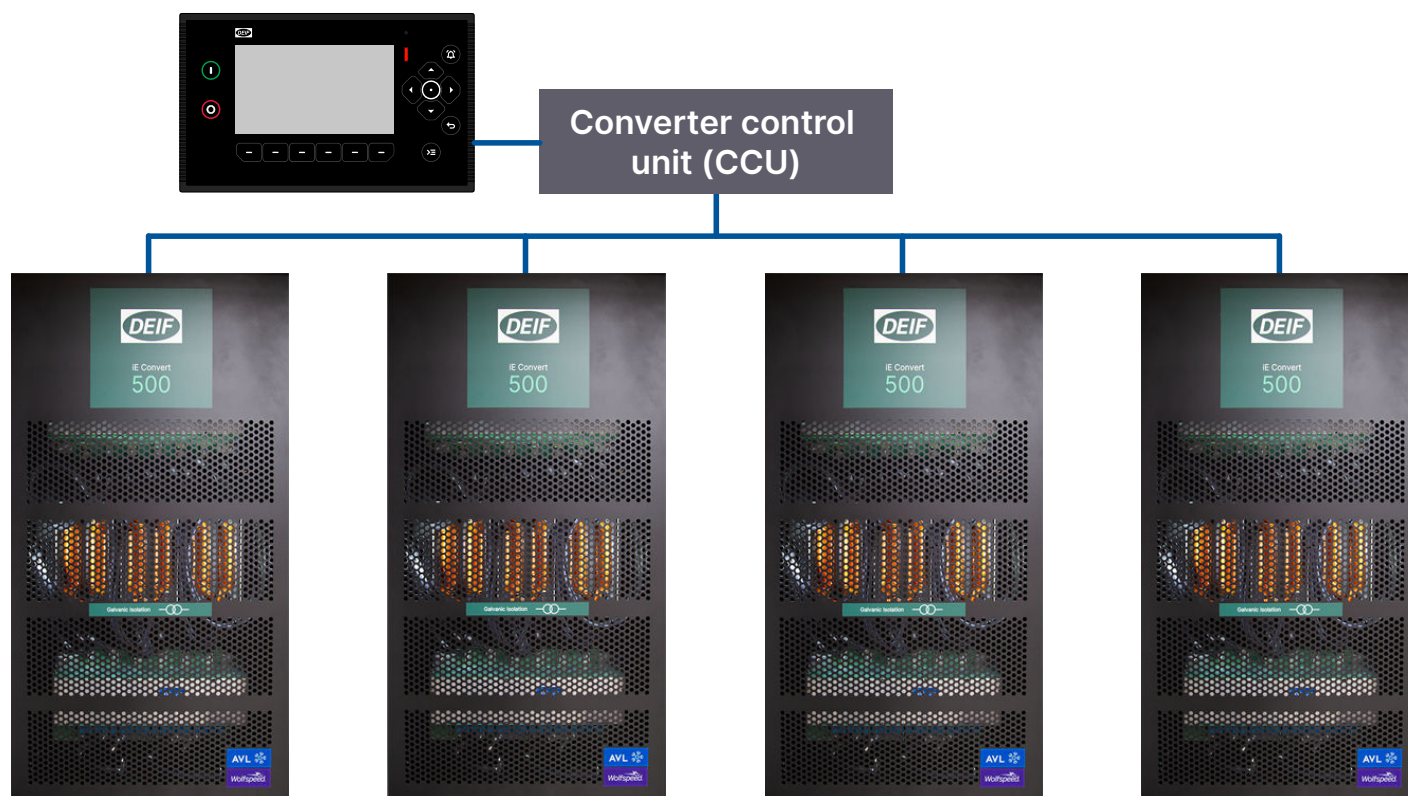 DEIF
Converter control
unit (CCU)
DEIF
iE Convert
500
Galvanic Isolation
AVL
Wolfspeed
DEIF
iE Convert
500
Galvanic Isolation
AVL
Wolfspeed
DEIF
iE Convert
500
Galvanic Isolation
AVL
Wolfspeed
DEIF
iE Convert
500
Galvanic Isolation
AVL
Wolfspeed